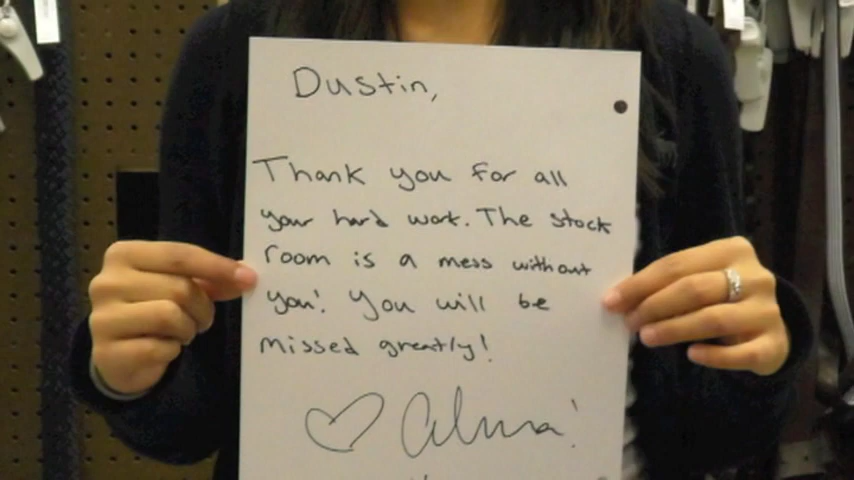 Dustin,
Thank you for all
your hard work. The stock
room is a mess without
you! You will be
missed greatly!
♡ Alma!